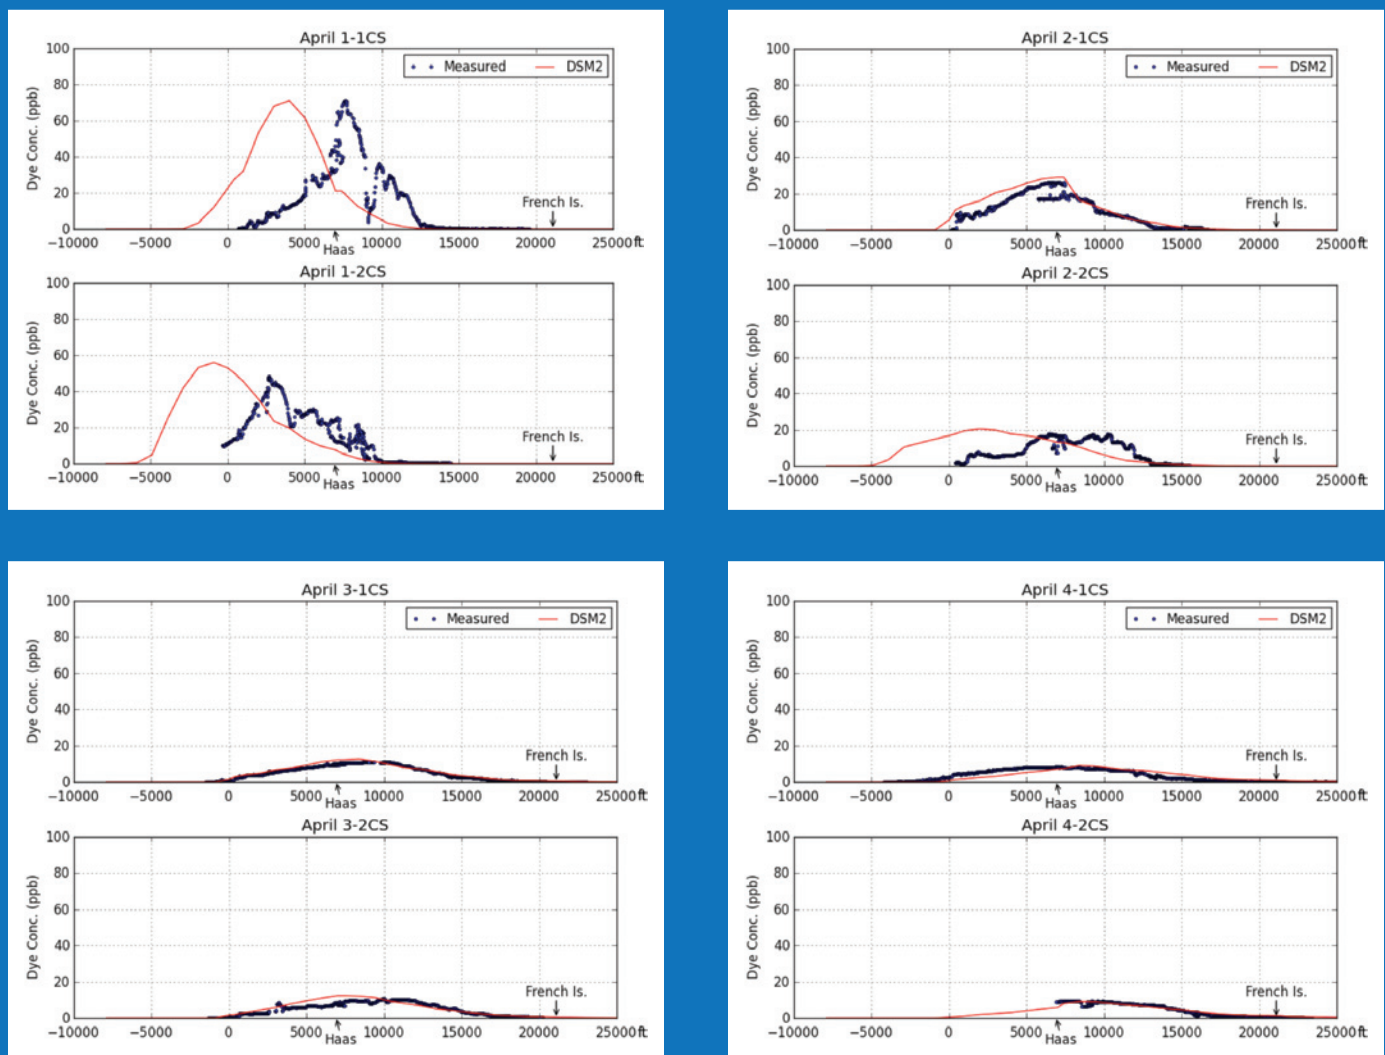 April 1-1CS
Measured DSM2
Dye Conc. (ppb)
100
80
60
40
20
0
French Is.
−10000 −5000 0 5000 10000 15000 20000 25000 ft
Haas
April 1-2CS
Dye Conc. (ppb)
100
80
60
40
20
0
French Is.
−10000 −5000 0 5000 10000 15000 20000 25000 ft
Haas
April 2-1CS
Measured DSM2
Dye Conc. (ppb)
100
80
60
40
20
0
French Is.
−10000 −5000 0 5000 10000 15000 20000 25000 ft
Haas
April 2-2CS
Dye Conc. (ppb)
100
80
60
40
20
0
French Is.
−10000 −5000 0 5000 10000 15000 20000 25000 ft
Haas
April 3-1CS
Measured DSM2
Dye Conc. (ppb)
100
80
60
40
20
0
French Is.
−10000 −5000 0 5000 10000 15000 20000 25000 ft
Haas
April 3-2CS
Dye Conc. (ppb)
100
80
60
40
20
0
French Is.
−10000 −5000 0 5000 10000 15000 20000 25000 ft
Haas
April 4-1CS
Measured DSM2
Dye Conc. (ppb)
100
80
60
40
20
0
French Is.
−10000 −5000 0 5000 10000 15000 20000 25000 ft
Haas
April 4-2CS
Dye Conc. (ppb)
100
80
60
40
20
0
French Is.
−10000 −5000 0 5000 10000 15000 20000 25000 ft
Haas